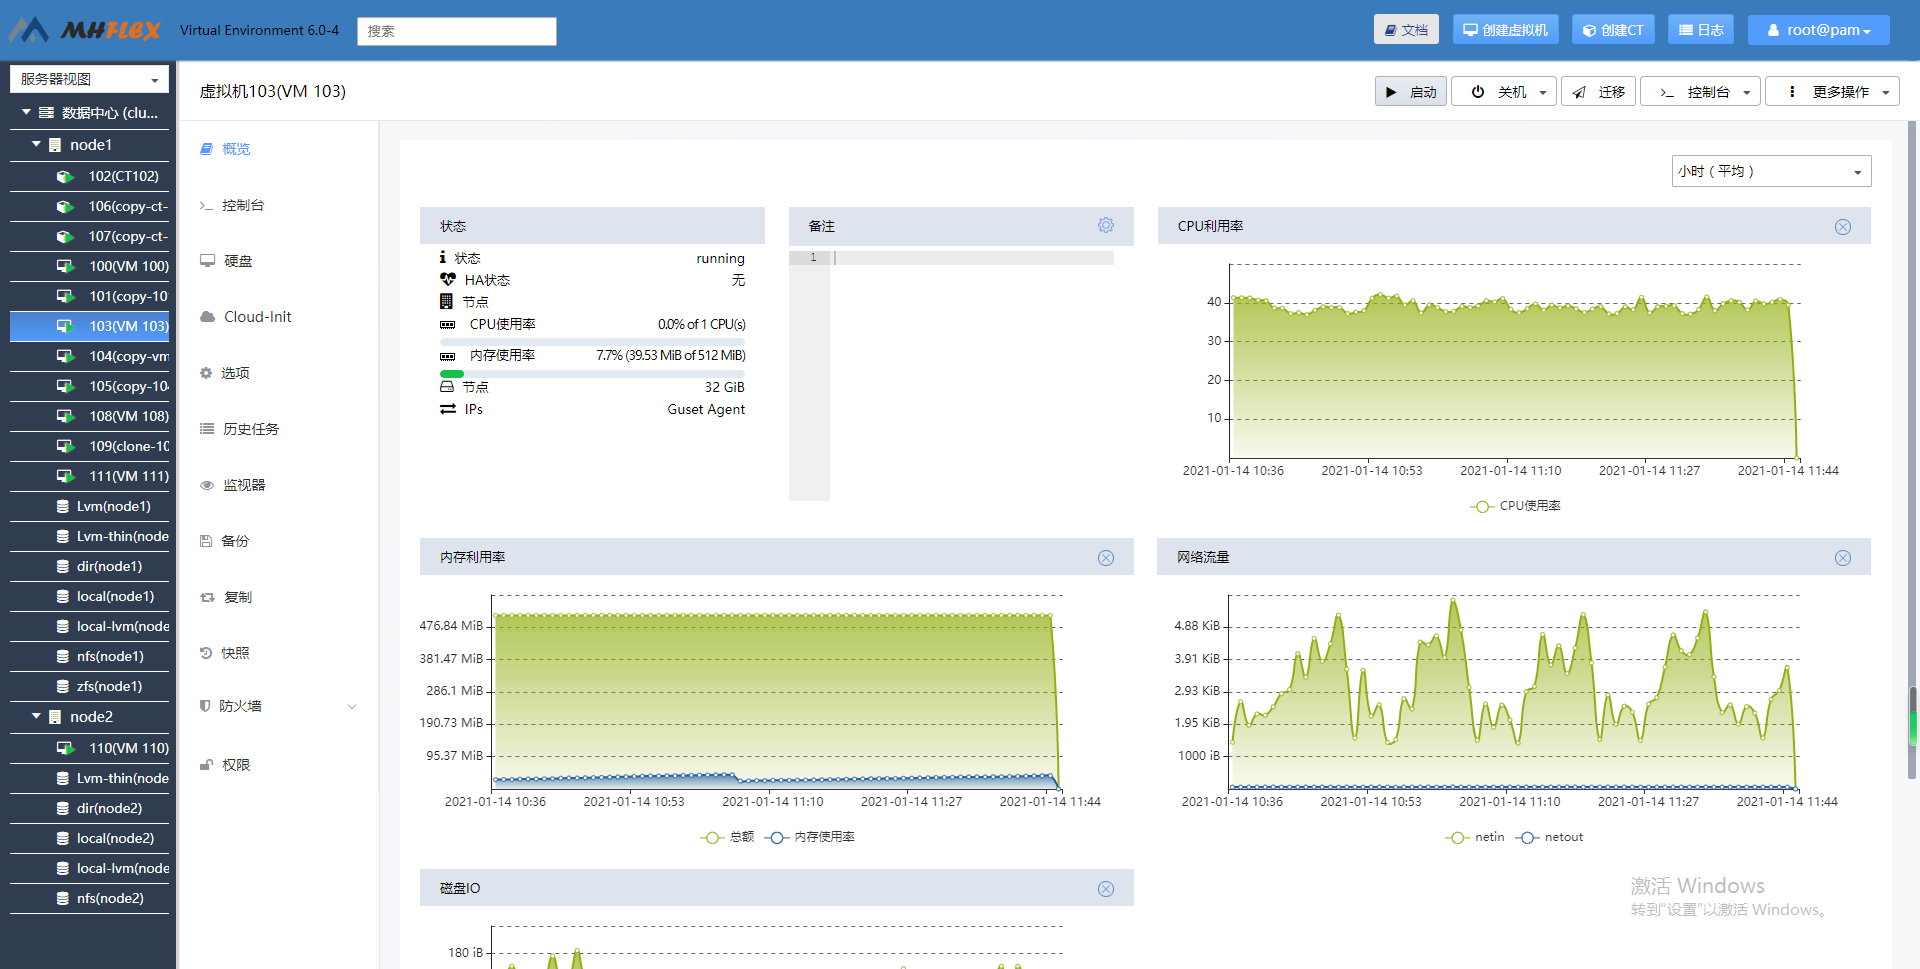 MHFLEX Virtual Environment 6.0-4 搜索 文档 创建虚拟机 创建CT 日志 root@pam
服务器视图
数据中心 (clu...
node1
102(CT102)
106(copy-ct-
107(copy-ct-
100(VM 100)
101(copy-10
103(VM 103)
104(copy-vm
105(copy-10
108(VM 108)
109(clone-10
111(VM 111)
Lvm(node1)
Lvm-thin(node
dir(node1)
local(node1)
local-lvm(node
nfs(node1)
zfs(node1)
node2
110(VM 110)
Lvm-thin(node
dir(node2)
local(node2)
local-lvm(node
nfs(node2)
虚拟机103(VM 103) 启动 关机 迁移 控制台 更多操作
概览
控制台
硬盘
Cloud-Init
选项
历史任务
监视器
备份
复制
快照
防火墙
权限
小时（平均）
状态
状态 running
HA状态 无
节点
CPU使用率 0.0% of 1 CPU(s)
内存使用率 7.7% (39.53 MiB of 512 MiB)
节点 32 GiB
IPs Guset Agent
备注
1
CPU利用率
40
30
20
10
2021-01-14 10:36 2021-01-14 10:53 2021-01-14 11:10 2021-01-14 11:27 2021-01-14 11:44
CPU使用率
内存利用率
476.84 MiB
381.47 MiB
286.1 MiB
190.73 MiB
95.37 MiB
2021-01-14 10:36 2021-01-14 10:53 2021-01-14 11:10 2021-01-14 11:27 2021-01-14 11:44
总额 内存使用率
网络流量
4.88 KiB
3.91 KiB
2.93 KiB
1.95 KiB
1000 iB
2021-01-14 10:36 2021-01-14 10:53 2021-01-14 11:10 2021-01-14 11:27 2021-01-14 11:44
netin netout
磁盘IO
180 iB
激活 Windows
转到“设置”以激活 Windows。